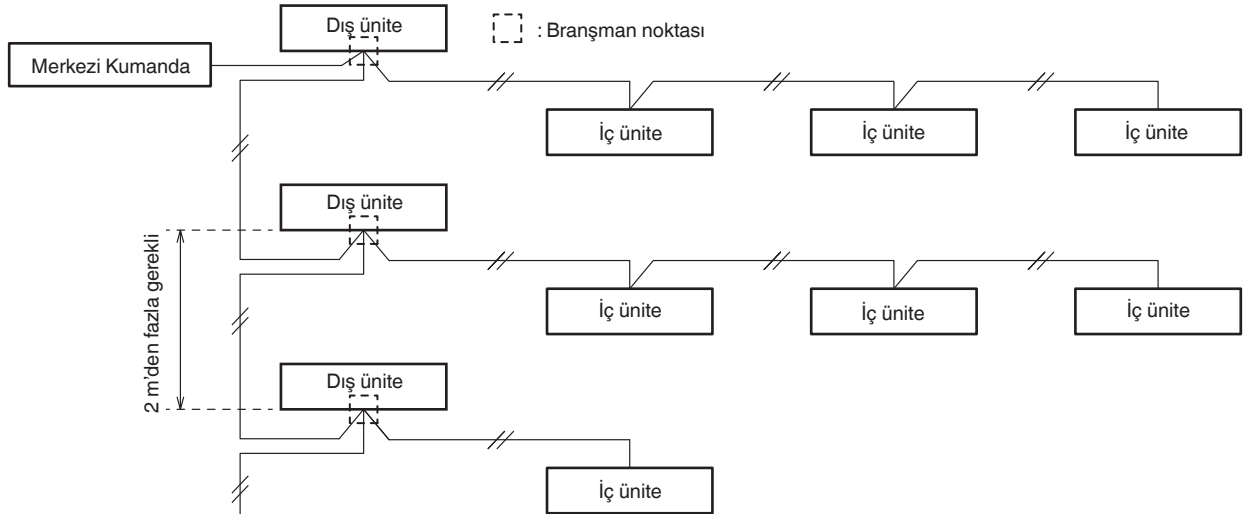 Dış ünite
: Branşman noktası
Merkezi Kumanda
İç ünite
İç ünite
İç ünite
Dış ünite
2 m'den fazla gerekli
İç ünite
İç ünite
İç ünite
Dış ünite
İç ünite